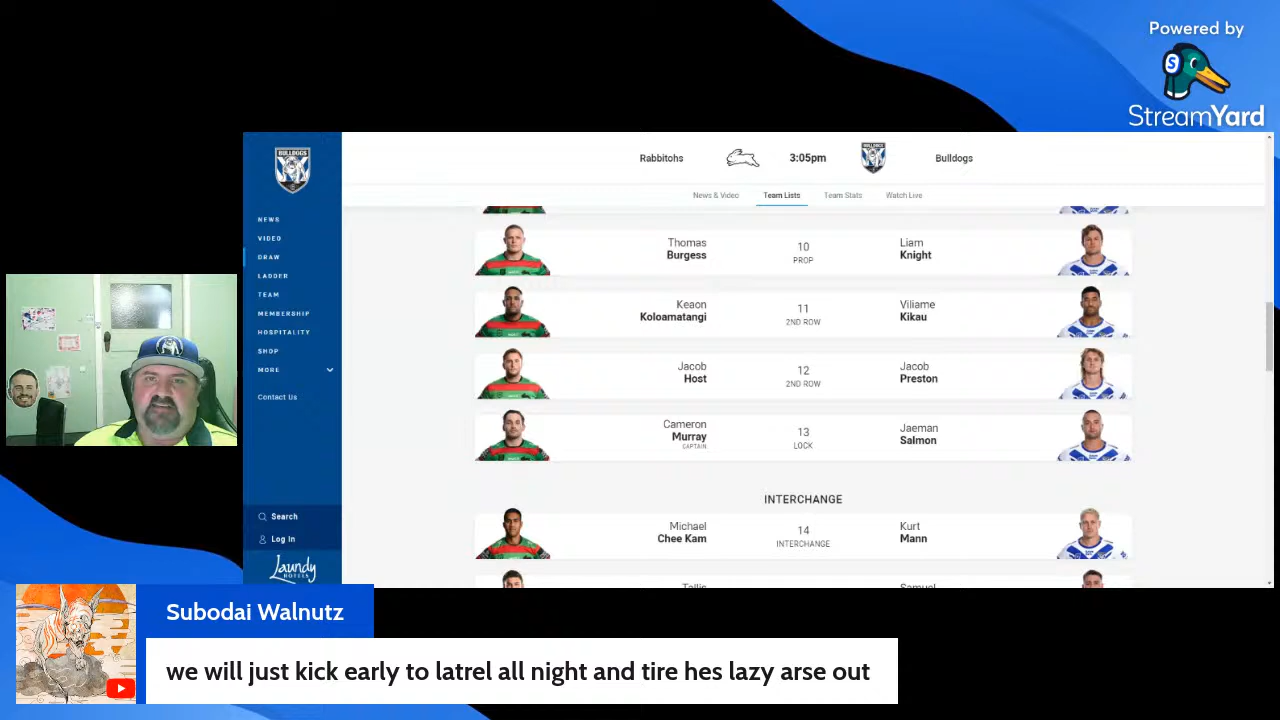 Powered by
StreamYard
BULLDOGS
Rabbitohs
3:05pm
Bulldogs
News & Video
Team Lists
Team Stats
Watch Live
NEWS
VIDEO
DRAW
LADDER
TEAM
MEMBERSHIP
HOSPITALITY
SHOP
MORE
Contact Us
Search
Log In
Laundy
HOTELS
Thomas
Burgess
10
PROP
Liam
Knight
Keaon
Koloamatangi
11
2ND ROW
Viliame
Kikau
Jacob
Host
12
2ND ROW
Jacob
Preston
Cameron
Murray
CAPTAIN
13
LOCK
Jaeman
Salmon
INTERCHANGE
Michael
Chee Kam
14
INTERCHANGE
Kurt
Mann
Tallis
Samuel
Subodai Walnutz
we will just kick early to latrel all night and tire hes lazy arse out